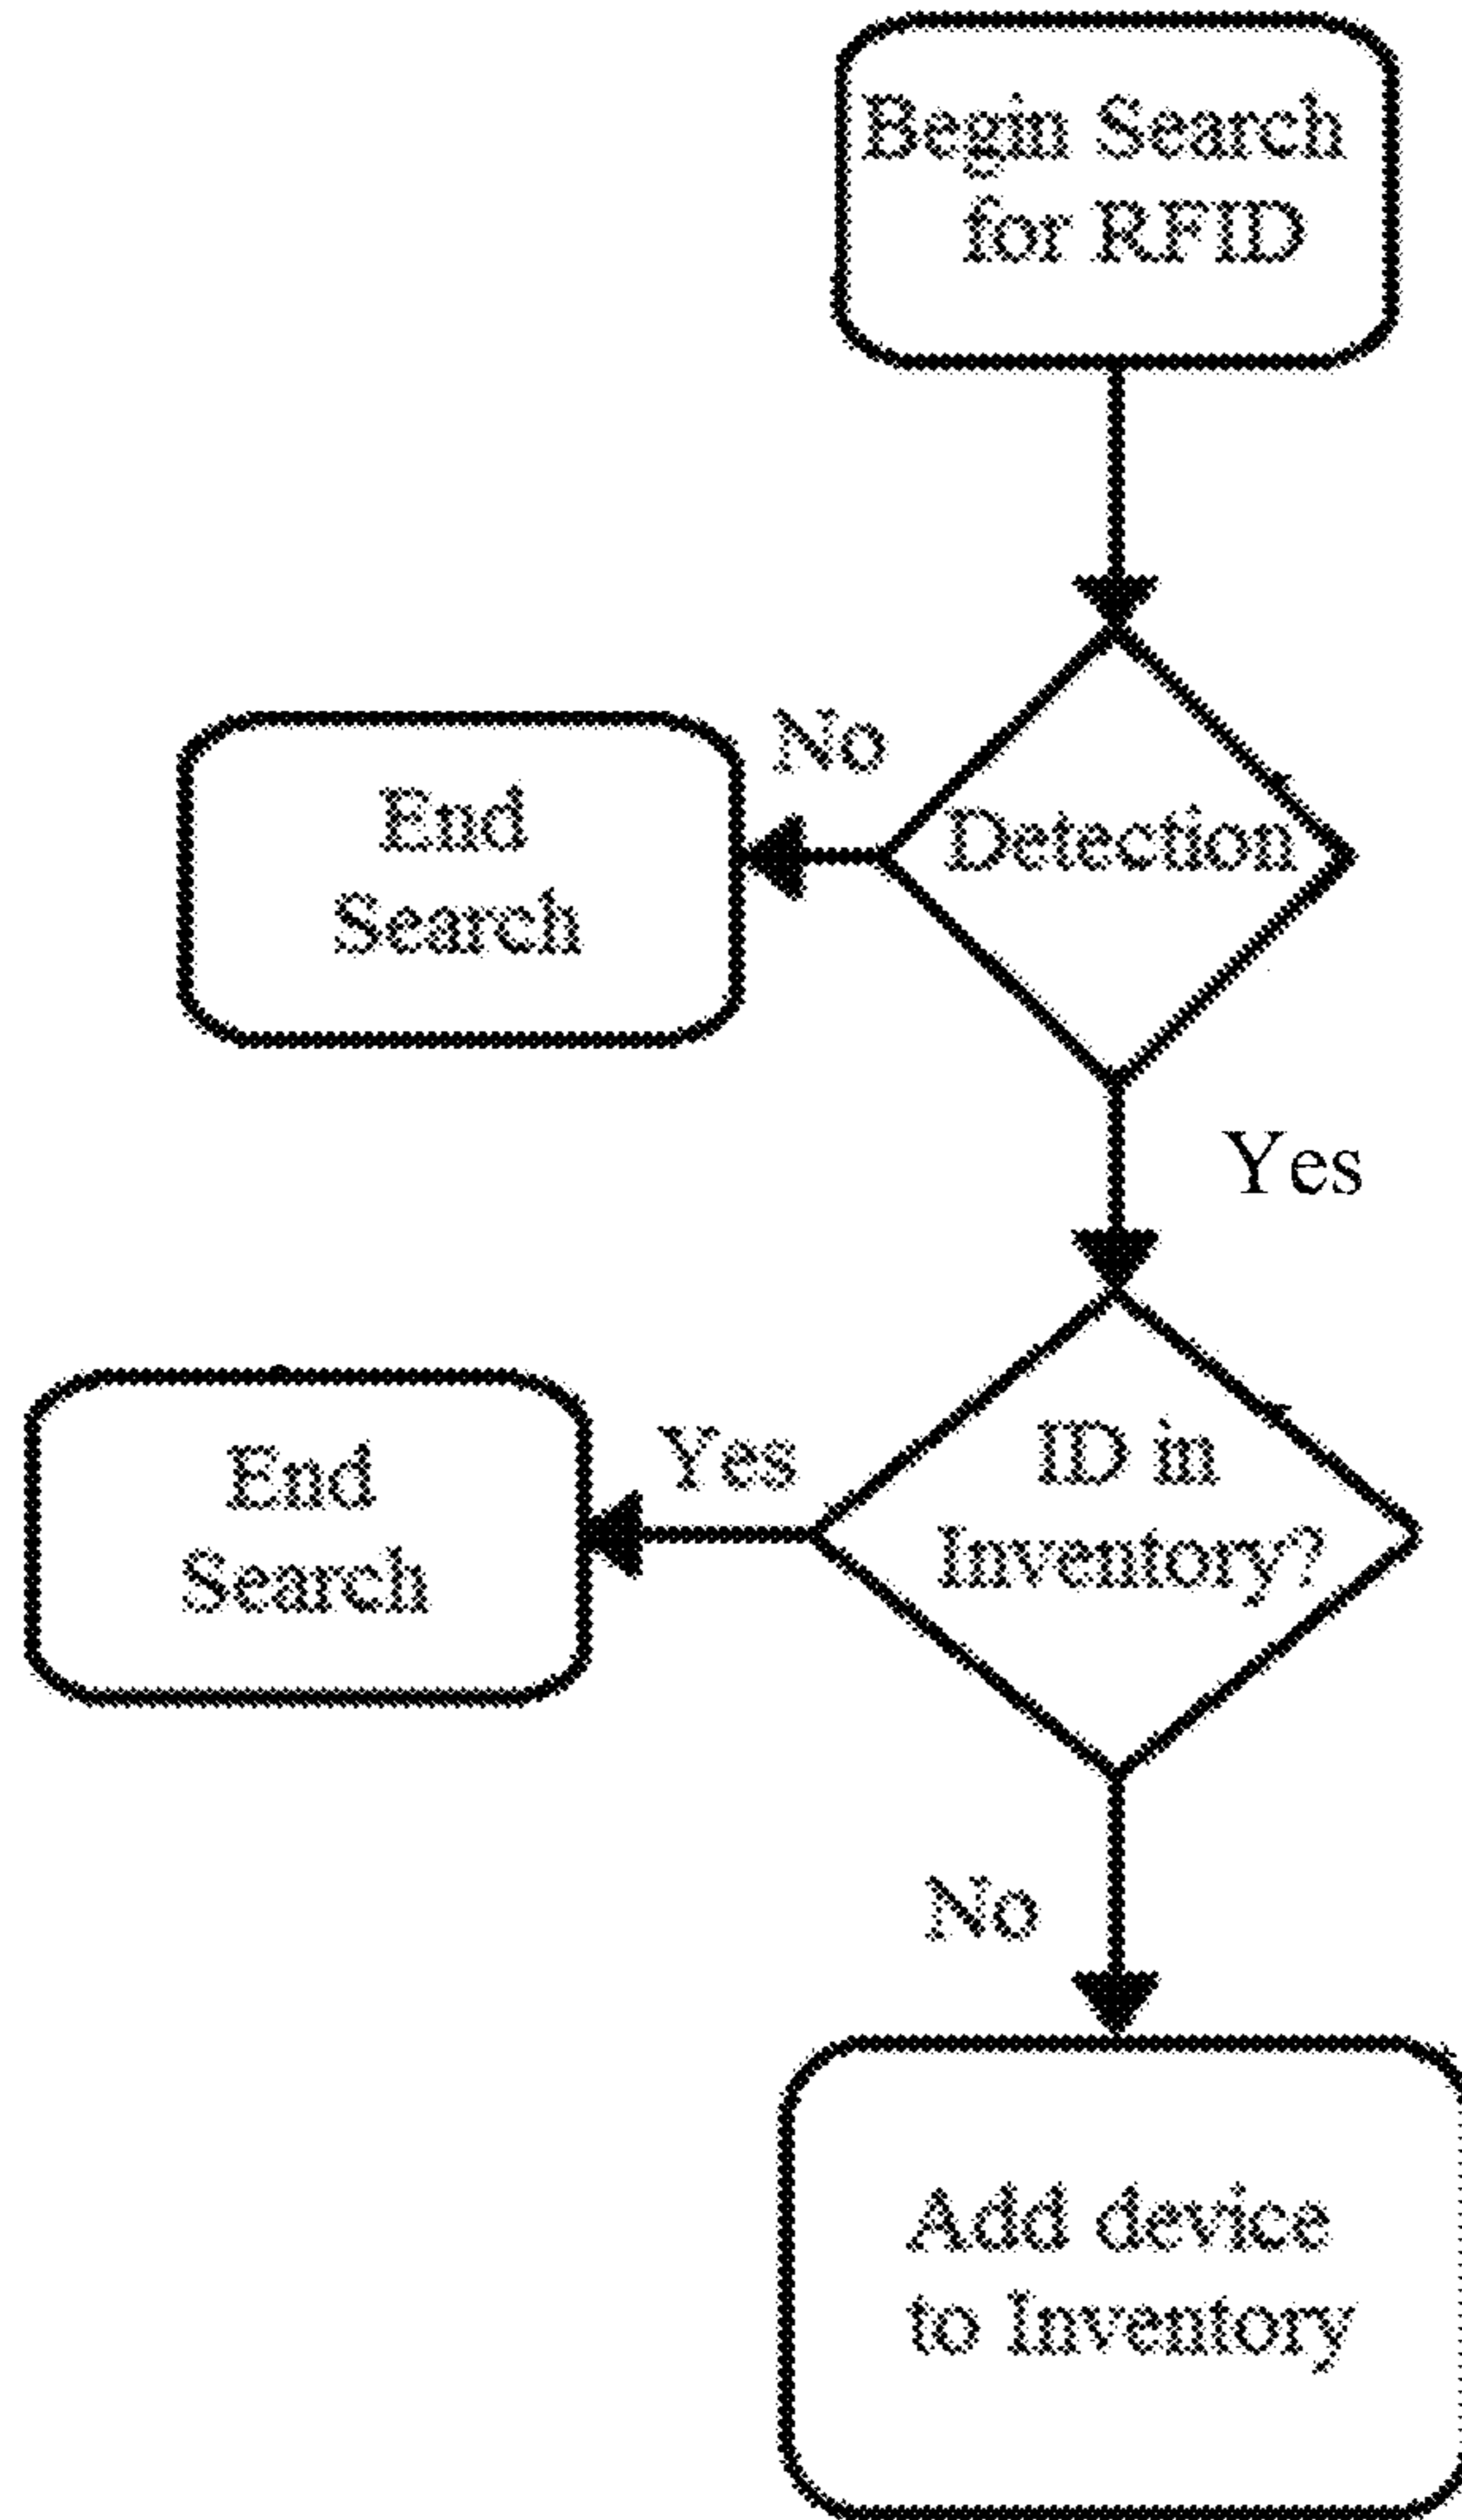 Begin Search
for RFID
No
Detection
End
Search
Yes
ID in
Inventory?
Yes
End
Search
No
Add device
to Inventory